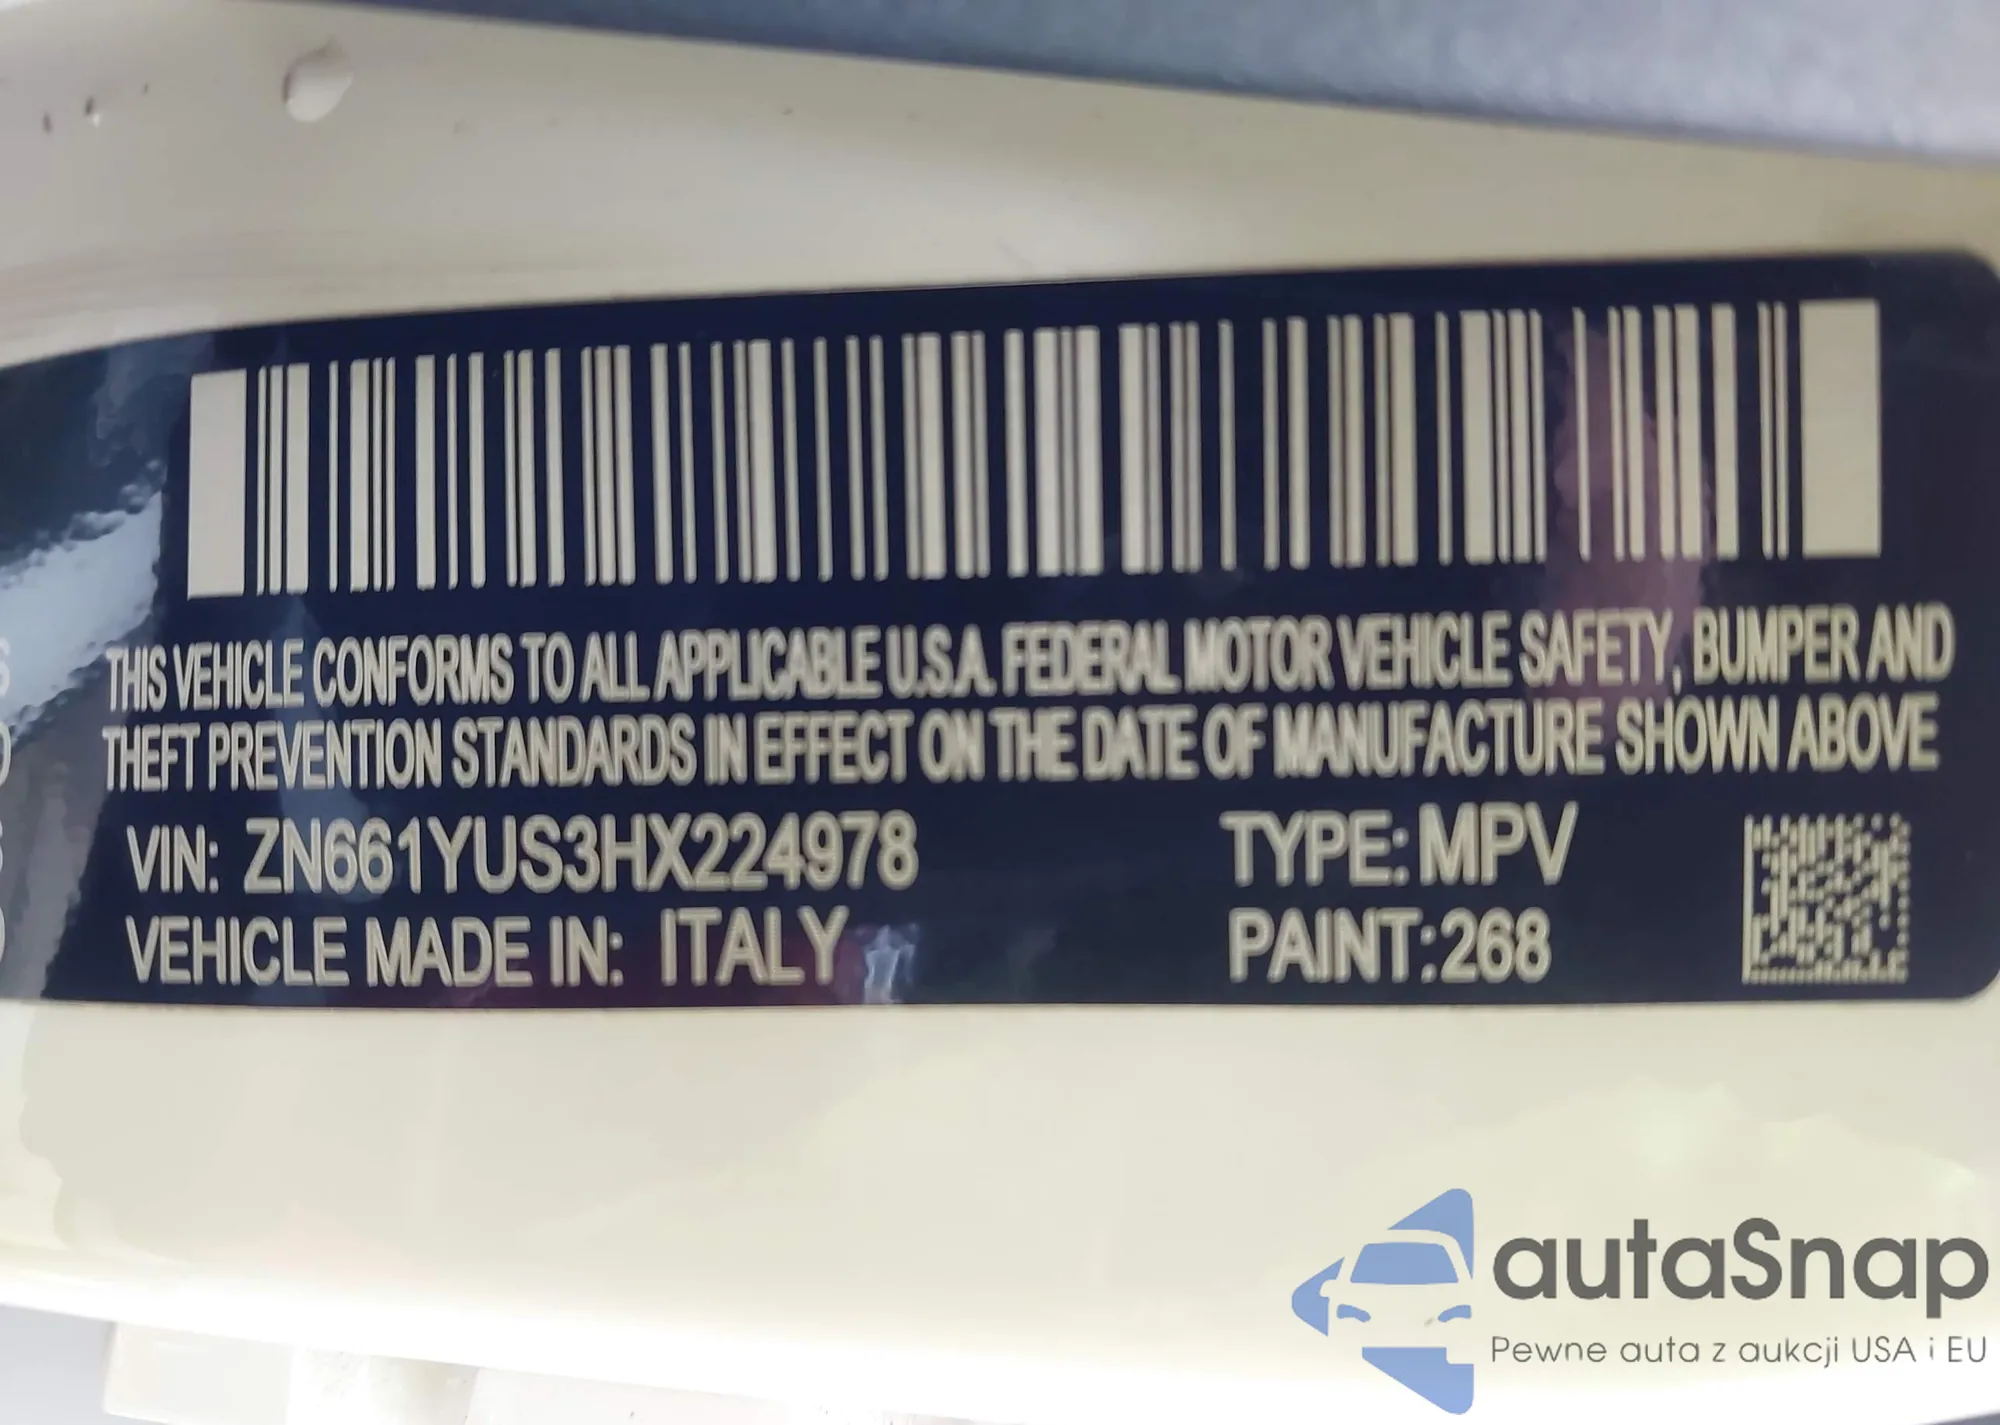 THIS VEHICLE CONFORMS TO ALL APPLICABLE U.S.A. FEDERAL MOTOR VEHICLE SAFETY, BUMPER AND
THEFT PREVENTION STANDARDS IN EFFECT ON THE DATE OF MANUFACTURE SHOWN ABOVE
VIN: ZN661YUS3HX224978 TYPE: MPV
VEHICLE MADE IN: ITALY PAINT:268
autaSnap
Pewne auta z aukcji USA i EU